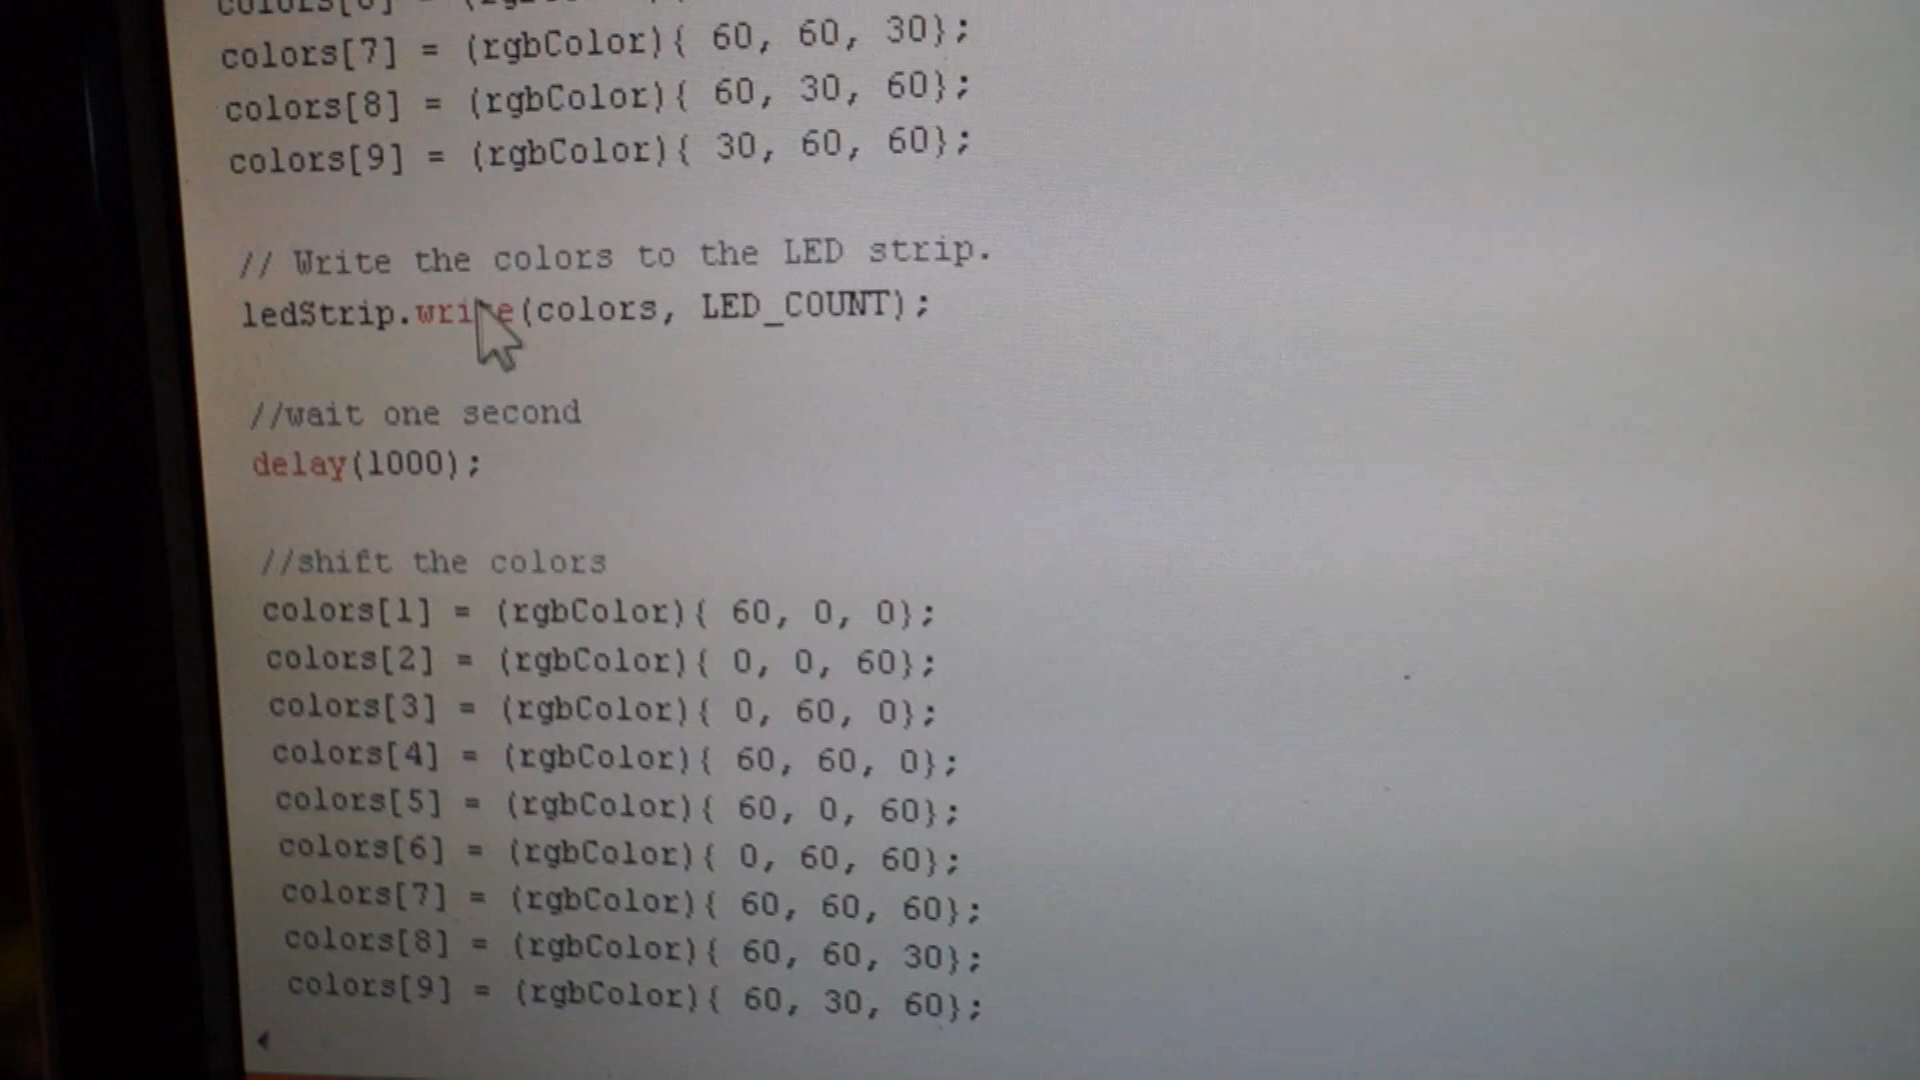 colors[7] = (rgbColor){ 60, 60, 30};
colors[8] = (rgbColor){ 60, 30, 60};
colors[9] = (rgbColor){ 30, 60, 60};
// Write the colors to the LED strip.
ledStrip.write(colors, LED_COUNT);
//wait one second
delay(1000);
//shift the colors
colors[1] = (rgbColor){ 60, 0, 0};
colors[2] = (rgbColor){ 0, 0, 60};
colors[3] = (rgbColor){ 0, 60, 0};
colors[4] = (rgbColor){ 60, 60, 0};
colors[5] = (rgbColor){ 60, 0, 60};
colors[6] = (rgbColor){ 0, 60, 60};
colors[7] = (rgbColor){ 60, 60, 60};
colors[8] = (rgbColor){ 60, 60, 30};
colors[9] = (rgbColor){ 60, 30, 60};